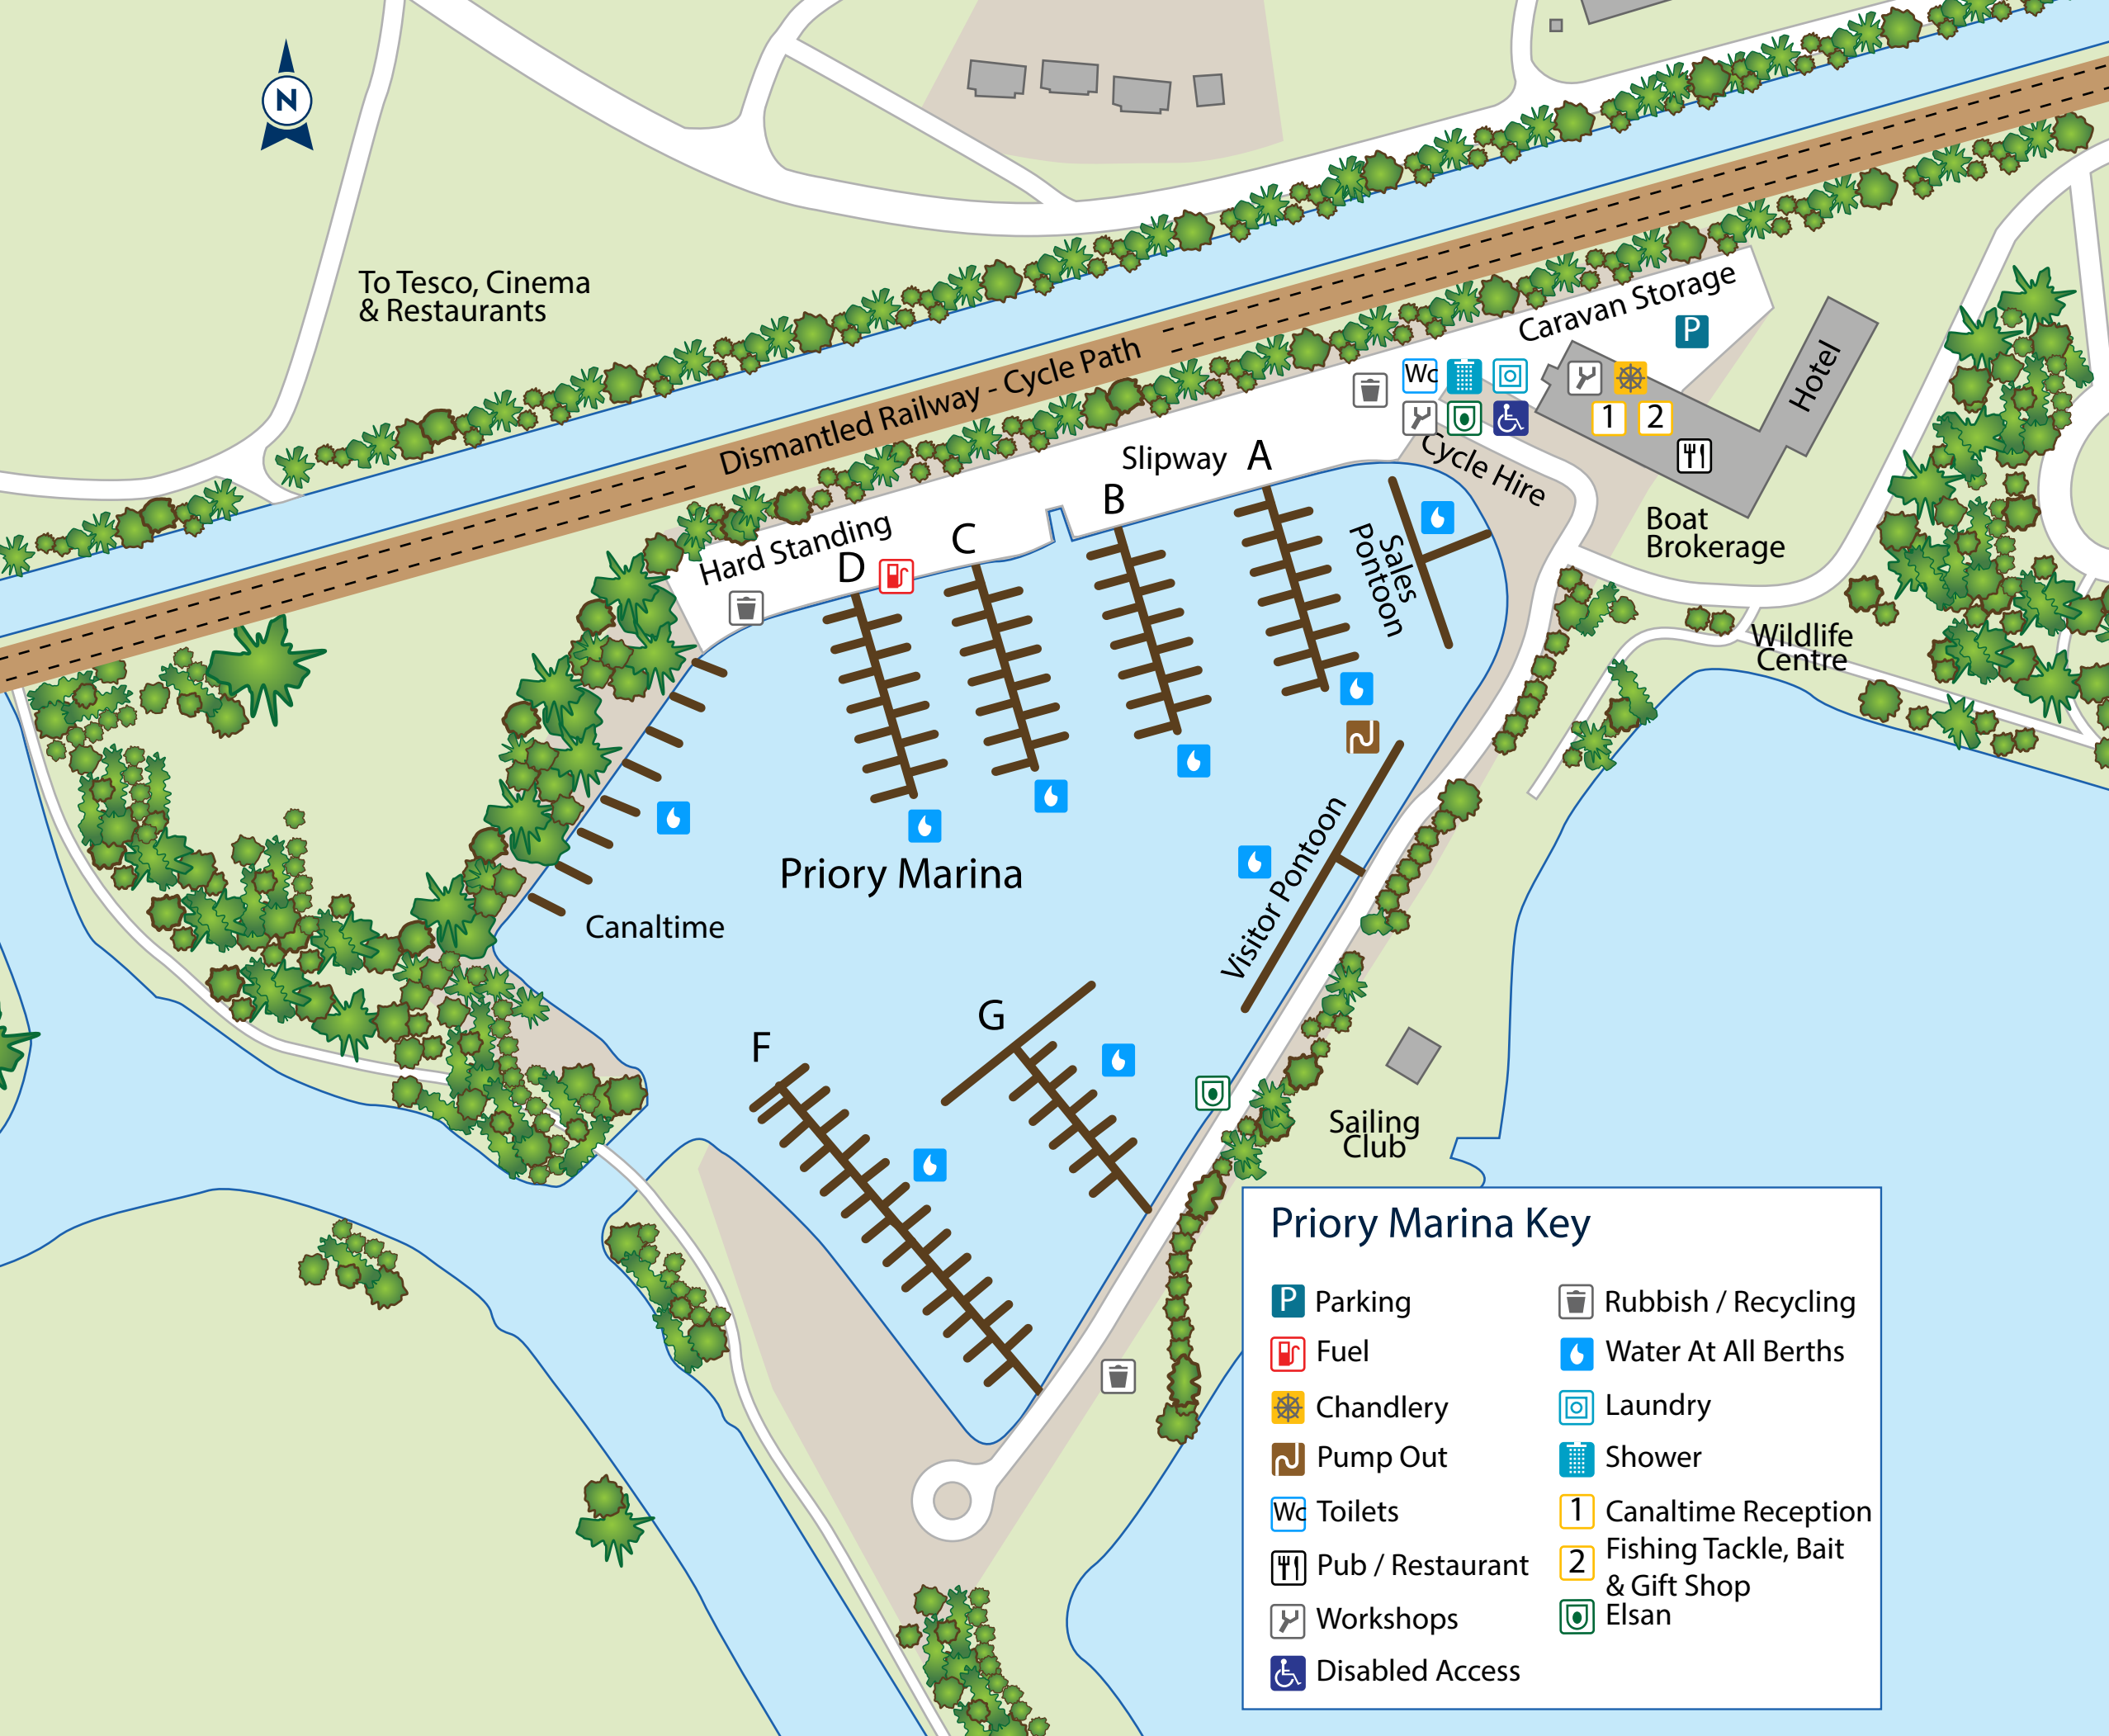 N
To Tesco, Cinema
& Restaurants
Dismantled Railway - Cycle Path
Caravan Storage
P
Hotel
Wc
1
2
Cycle Hire
Slipway
A
B
C
D
Hard Standing
Sales
Pontoon
Boat
Brokerage
Wildlife
Centre
Priory Marina
Canaltime
Visitor Pontoon
G
F
Sailing
Club
Priory Marina Key
P Parking
Fuel
Chandlery
Pump Out
Wc Toilets
Pub / Restaurant
Workshops
Disabled Access
Rubbish / Recycling
Water At All Berths
Laundry
Shower
1 Canaltime Reception
2 Fishing Tackle, Bait
& Gift Shop
Elsan